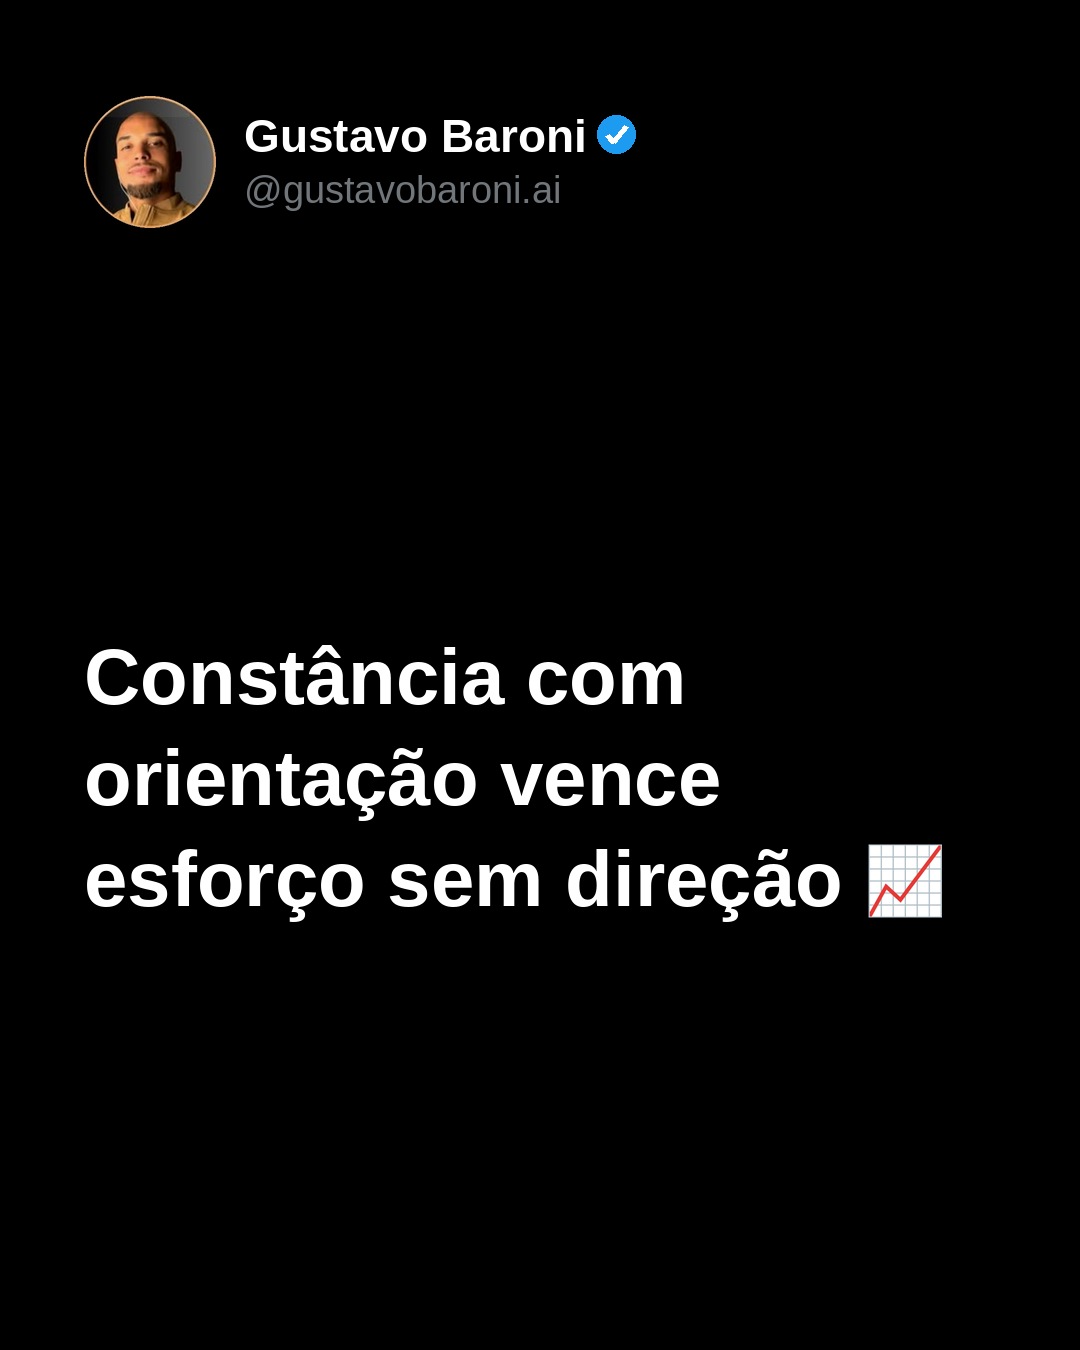 Gustavo Baroni
@gustavobaroni.ai
Constância com
orientação vence
esforço sem direção 📈